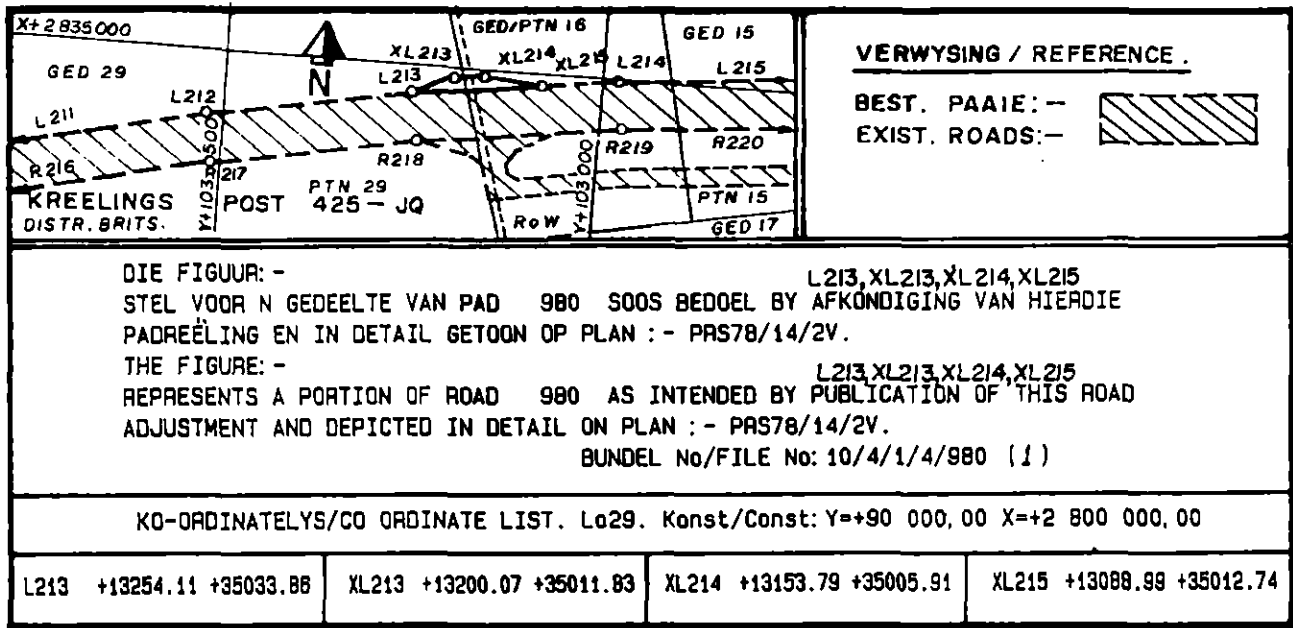 X+2835000
GED/PTN 16
GED 15
GED 29
XL213
XL214
XL215
L214
L215
L213
L212
L211
N
R216
R217
R218
R219
R220
Y+103 500
Y+103 000
KREELINGS POST
PTN 29
425 - JQ
DISTR. BRITS.
RoW
PTN 15
GED 17
VERWYSING / REFERENCE.
BEST. PAAIE:-
EXIST. ROADS:-
DIE FIGUUR:- L213, XL213, XL214, XL215
STEL VOOR N GEDEELTE VAN PAD 980 SOOS BEDOEL BY AFKONDIGING VAN HIERDIE
PADREËLING EN IN DETAIL GETOON OP PLAN :- PRS78/14/2V.
THE FIGURE:- L213, XL213, XL214, XL215
REPRESENTS A PORTION OF ROAD 980 AS INTENDED BY PUBLICATION OF THIS ROAD
ADJUSTMENT AND DEPICTED IN DETAIL ON PLAN :- PRS78/14/2V.
BUNDEL No/FILE No: 10/4/1/4/980 (1)
KO-ORDINATELYS/CO ORDINATE LIST. Lo29. Konst/Const: Y=+90 000,00 X=+2 800 000,00
L213 +13254.11 +35033.86 XL213 +13200.07 +35011.83 XL214 +13153.79 +35005.91 XL215 +13088.99 +35012.74